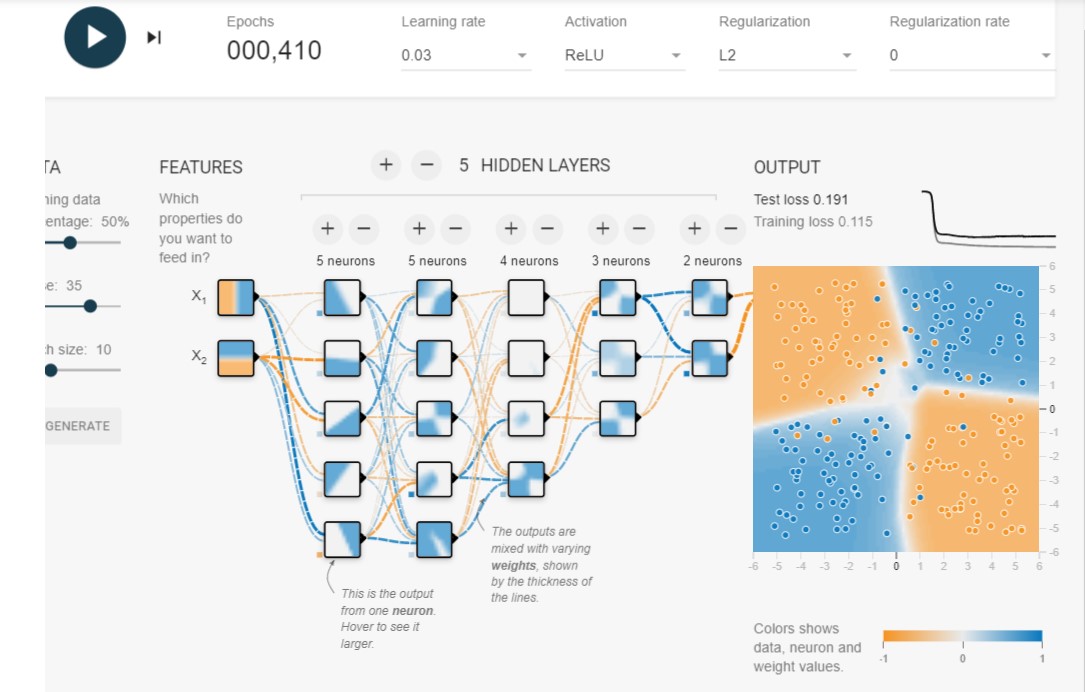 Epochs
000,410
Learning rate
0.03
Activation
ReLU
Regularization
L2
Regularization rate
0
TA
FEATURES
+ − 5 HIDDEN LAYERS
OUTPUT
ning data
entage: 50%
e: 35
ch size: 10
GENERATE
Which
properties do
you want to
feed in?
X1
X2
+ −
5 neurons
+ −
5 neurons
+ −
4 neurons
+ −
3 neurons
+ −
2 neurons
This is the output
from one neuron.
Hover to see it
larger.
The outputs are
mixed with varying
weights, shown
by the thickness of
the lines.
Test loss 0.191
Training loss 0.115
6
5
4
3
2
1
0
-1
-2
-3
-4
-5
-6
-6 -5 -4 -3 -2 -1 0 1 2 3 4 5 6
Colors shows
data, neuron and
weight values.
-1 0 1